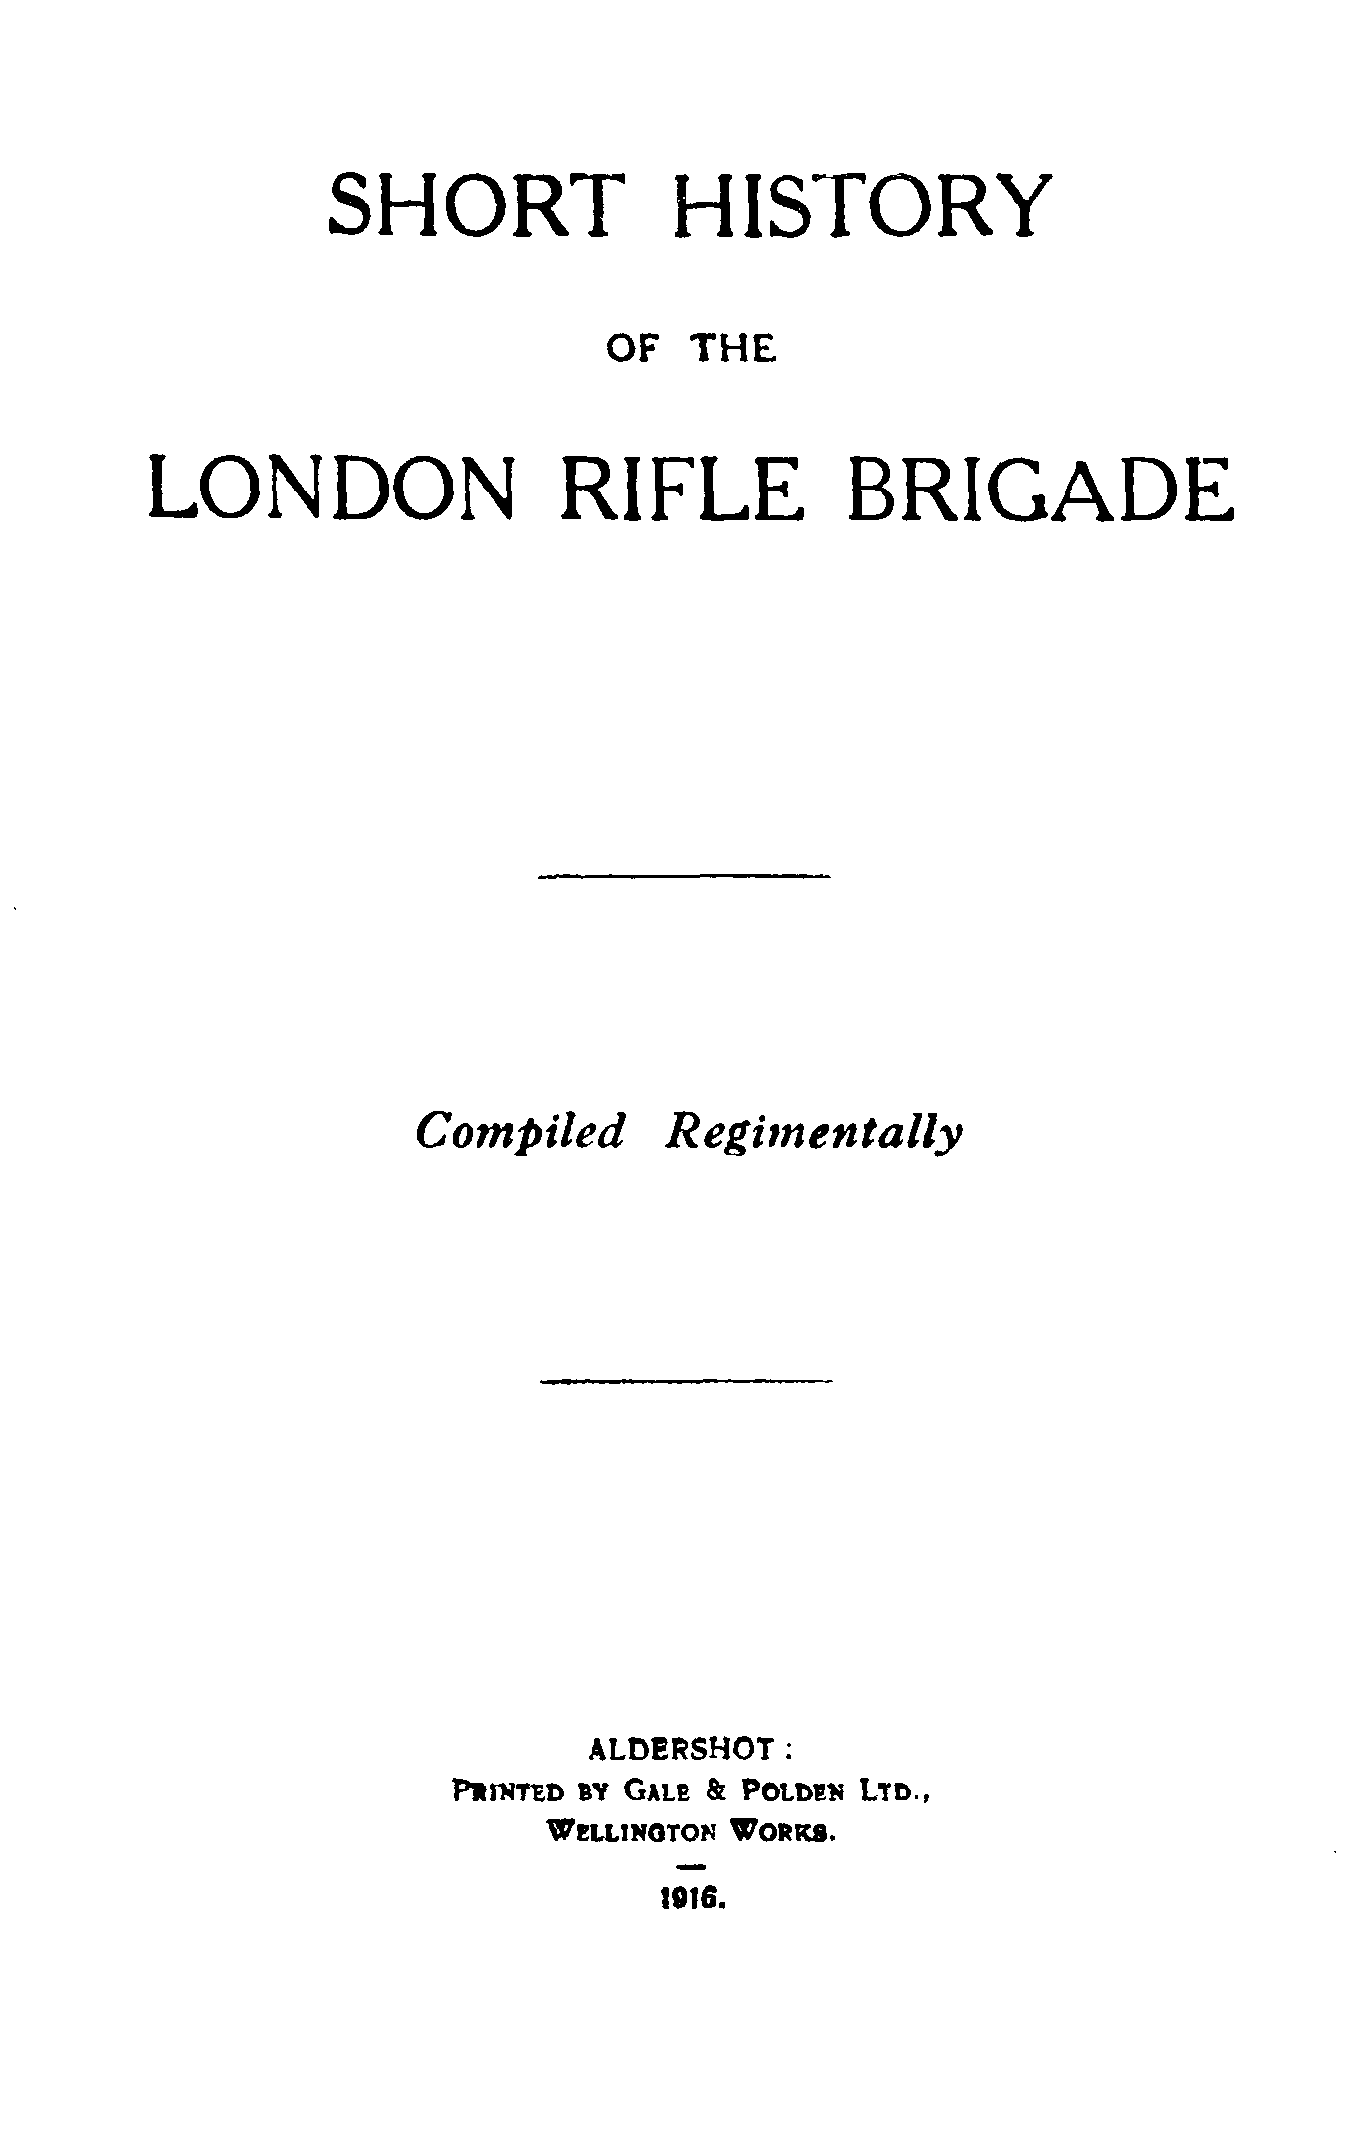 SHORT HISTORY
OF THE
LONDON RIFLE BRIGADE
Compiled Regimentally
ALDERSHOT :
PRINTED BY GALE & POLDEN LTD.,
WELLINGTON WORKS.
1916.